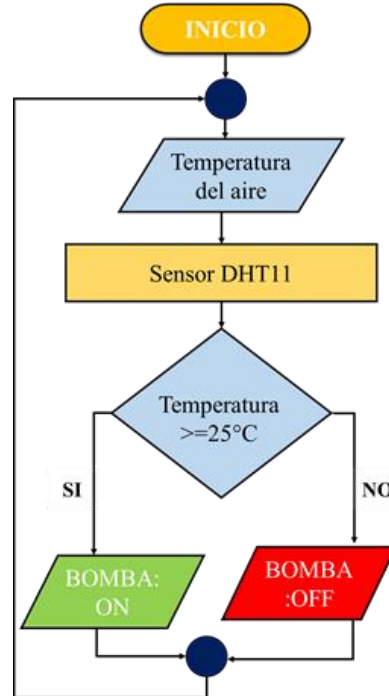 INICIO
Temperatura
del aire
Sensor DHT11
Temperatura
>=25°C
SI
NO
BOMBA:
ON
BOMBA
:OFF